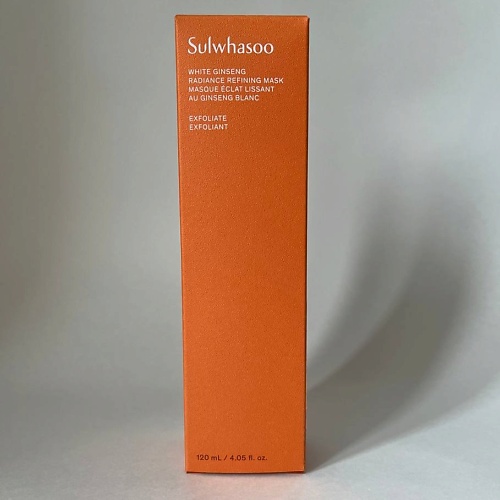 Sulwhasoo
WHITE GINSENG
RADIANCE REFINING MASK
MASQUE ÉCLAT LISSANT
AU GINSENG BLANC
EXFOLIATE
EXFOLIANT
120 mL / 4.05 fl. oz.